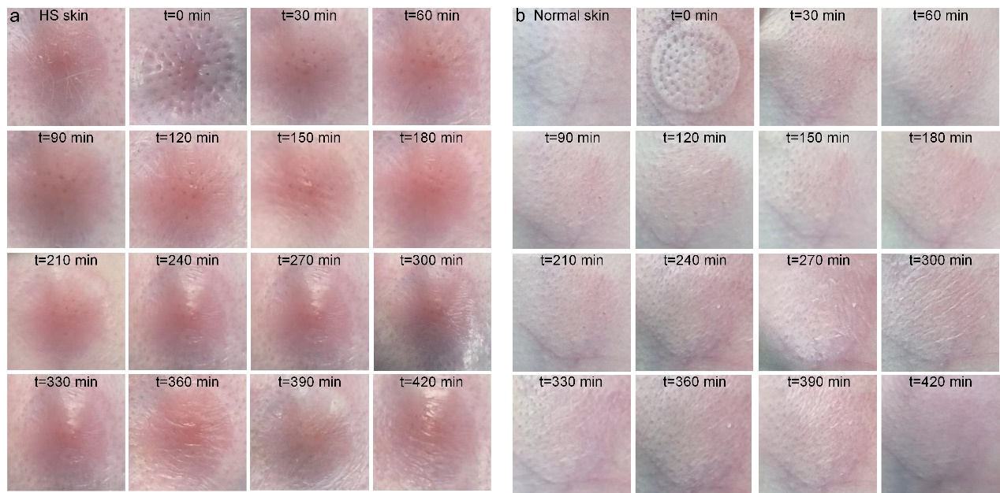 a HS skin t=0 min t=30 min t=60 min
t=90 min t=120 min t=150 min t=180 min
t=210 min t=240 min t=270 min t=300 min
t=330 min t=360 min t=390 min t=420 min
b Normal skin t=0 min t=30 min t=60 min
t=90 min t=120 min t=150 min t=180 min
t=210 min t=240 min t=270 min t=300 min
t=330 min t=360 min t=390 min t=420 min